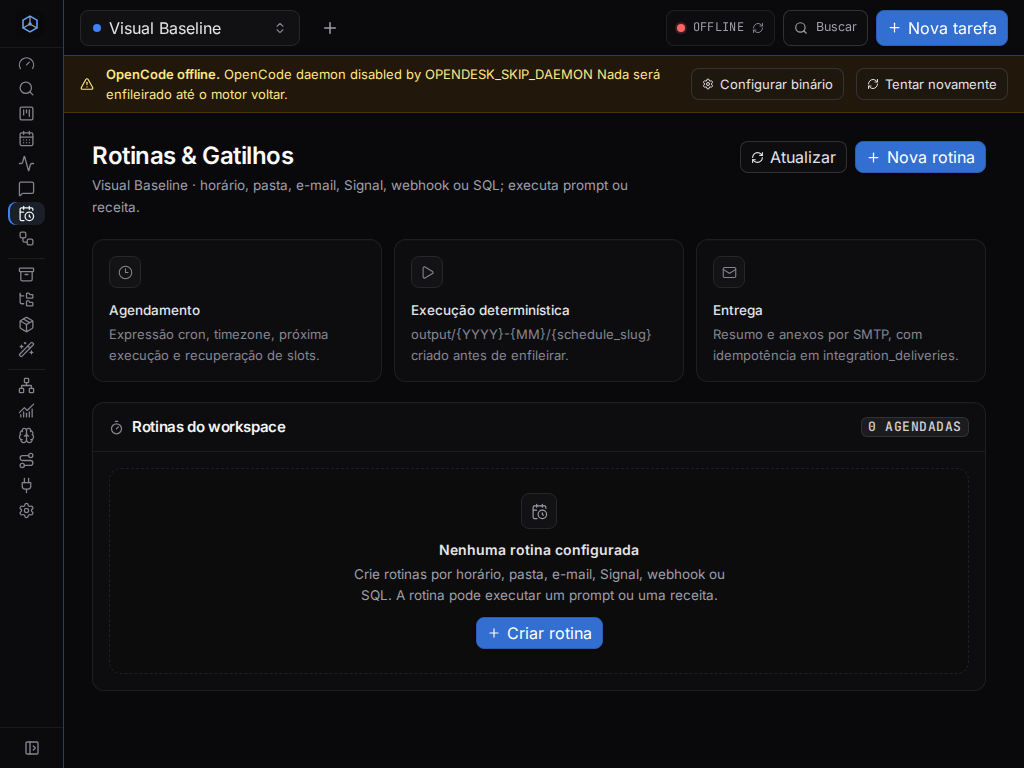 Visual Baseline
OFFLINE
Buscar
Nova tarefa
OpenCode offline. OpenCode daemon disabled by OPENDESK_SKIP_DAEMON Nada será
enfileirado até o motor voltar.
Configurar binário
Tentar novamente
Rotinas & Gatilhos
Visual Baseline · horário, pasta, e-mail, Signal, webhook ou SQL; executa prompt ou
receita.
Atualizar
Nova rotina
Agendamento
Expressão cron, timezone, próxima
execução e recuperação de slots.
Execução determinística
output/{YYYY}-{MM}/{schedule_slug}
criado antes de enfileirar.
Entrega
Resumo e anexos por SMTP, com
idempotência em integration_deliveries.
Rotinas do workspace
0 AGENDADAS
Nenhuma rotina configurada
Crie rotinas por horário, pasta, e-mail, Signal, webhook ou
SQL. A rotina pode executar um prompt ou uma receita.
Criar rotina